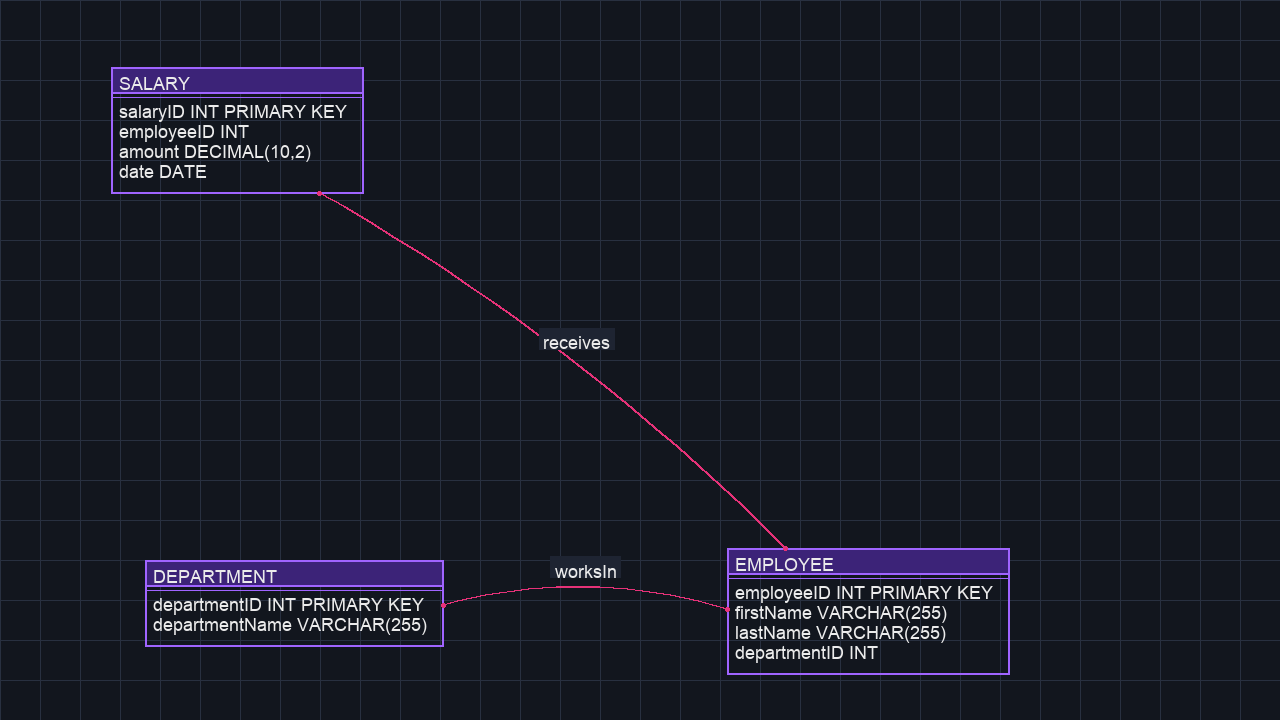 SALARY
salaryID INT PRIMARY KEY
employeeID INT
amount DECIMAL(10,2)
date DATE
receives
DEPARTMENT
departmentID INT PRIMARY KEY
departmentName VARCHAR(255)
worksIn
EMPLOYEE
employeeID INT PRIMARY KEY
firstName VARCHAR(255)
lastName VARCHAR(255)
departmentID INT